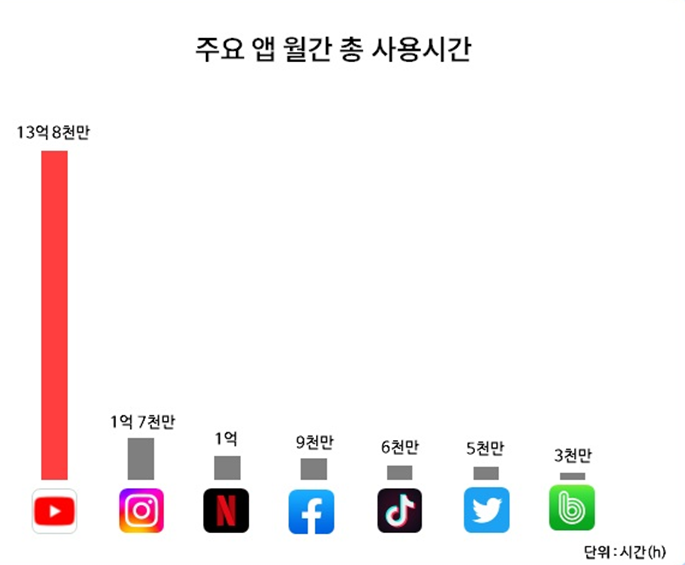 주요 앱 월간 총 사용시간
13억 8천만
1억 7천만
1억
9천만
6천만
5천만
3천만
N
f
b
단위 : 시간(h)